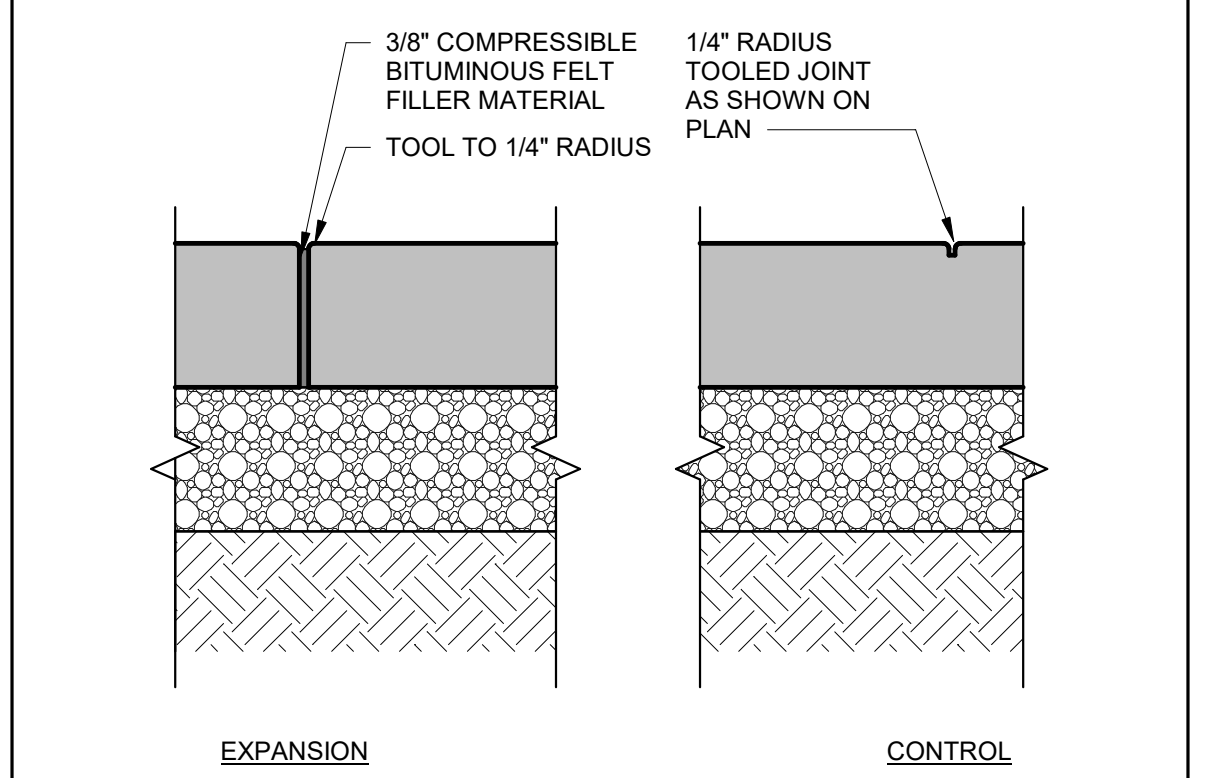 3/8" COMPRESSIBLE
BITUMINOUS FELT
FILLER MATERIAL
TOOL TO 1/4" RADIUS
1/4" RADIUS
TOOLED JOINT
AS SHOWN ON
PLAN
EXPANSION
CONTROL